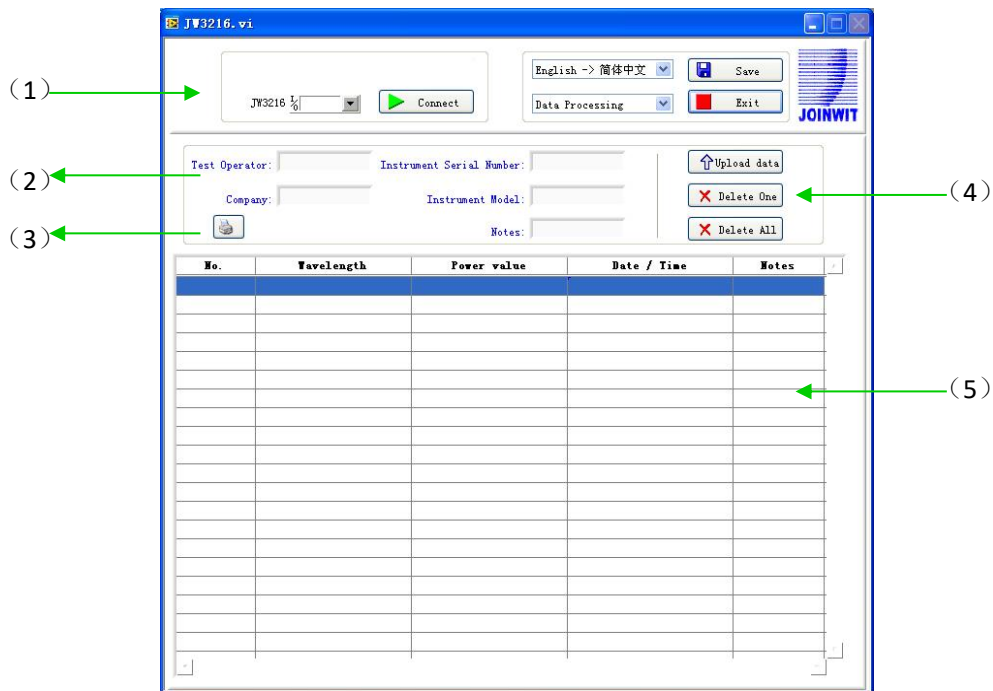 JW3216.vi
English -> 简体中文
Save
(1)
JW3216 I/O
Connect
Data Processing
Exit
JOINWIT
Test Operator:
Instrument Serial Number:
Upload data
(2)
Company:
Instrument Model:
Delete One
(4)
(3)
Notes:
Delete All
No. Wavelength Power value Date / Time Notes
(5)